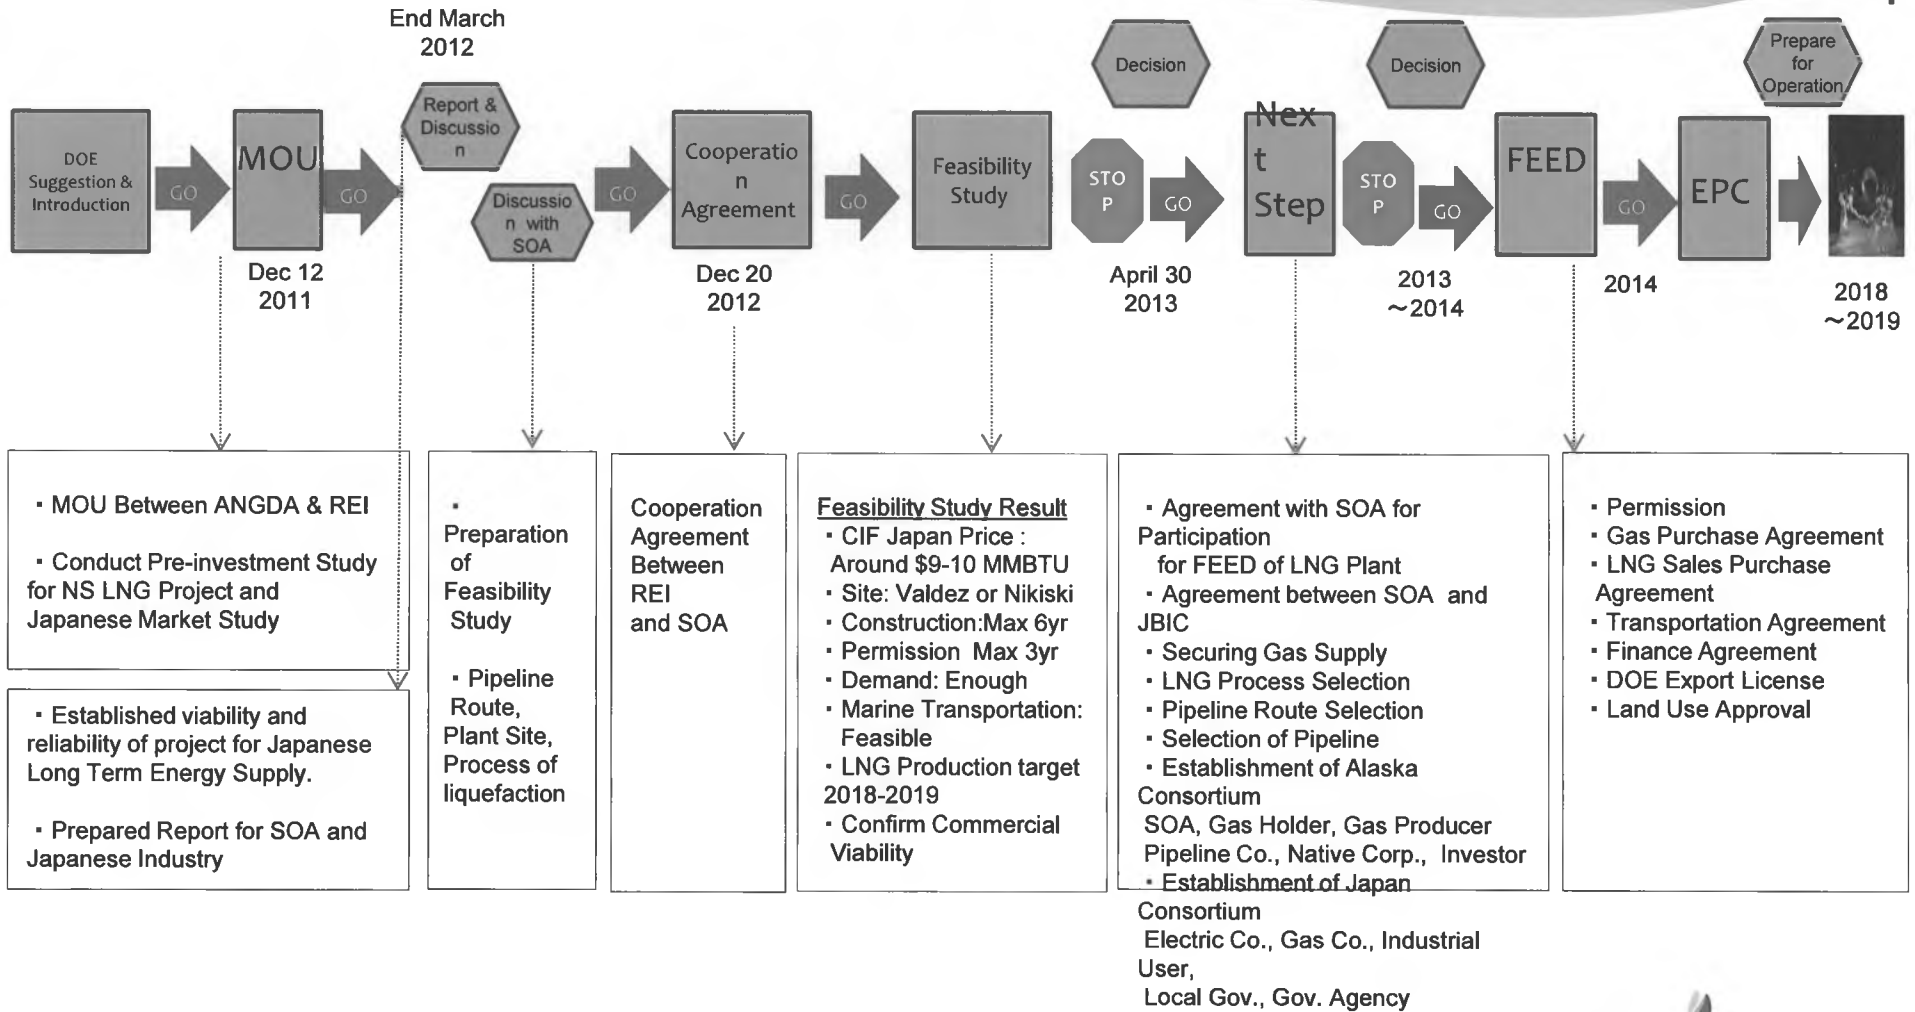 End March
2012
Decision
Decision
Prepare
for
Operation
Report &
Discussio
n
DOE
Suggestion &
Introduction
GO
MOU
GO
Discussio
n with
SOA
GO
Cooperatio
n
Agreement
GO
Feasibility
Study
STO
P
GO
Nex
t
Step
STO
P
GO
FEED
GO
EPC
Dec 12
2011
Dec 20
2012
April 30
2013
2013
~2014
2014
2018
~2019
▪ MOU Between ANGDA & REI
▪ Conduct Pre-investment Study
for NS LNG Project and
Japanese Market Study
▪ Established viability and
reliability of project for Japanese
Long Term Energy Supply.
▪ Prepared Report for SOA and
Japanese Industry
▪
Preparation
of
Feasibility
Study
▪ Pipeline
Route,
Plant Site,
Process of
liquefaction
Cooperation
Agreement
Between
REI
and SOA
Feasibility Study Result
▪ CIF Japan Price :
Around $9-10 MMBTU
▪ Site: Valdez or Nikiski
▪ Construction:Max 6yr
▪ Permission Max 3yr
▪ Demand: Enough
▪ Marine Transportation:
Feasible
▪ LNG Production target
2018-2019
▪ Confirm Commercial
Viability
▪ Agreement with SOA for
Participation
for FEED of LNG Plant
▪ Agreement between SOA and
JBIC
▪ Securing Gas Supply
▪ LNG Process Selection
▪ Pipeline Route Selection
▪ Selection of Pipeline
▪ Establishment of Alaska
Consortium
SOA, Gas Holder, Gas Producer
Pipeline Co., Native Corp., Investor
▪ Establishment of Japan
Consortium
Electric Co., Gas Co., Industrial
User,
Local Gov., Gov. Agency
▪ Permission
▪ Gas Purchase Agreement
▪ LNG Sales Purchase
Agreement
▪ Transportation Agreement
▪ Finance Agreement
▪ DOE Export License
▪ Land Use Approval